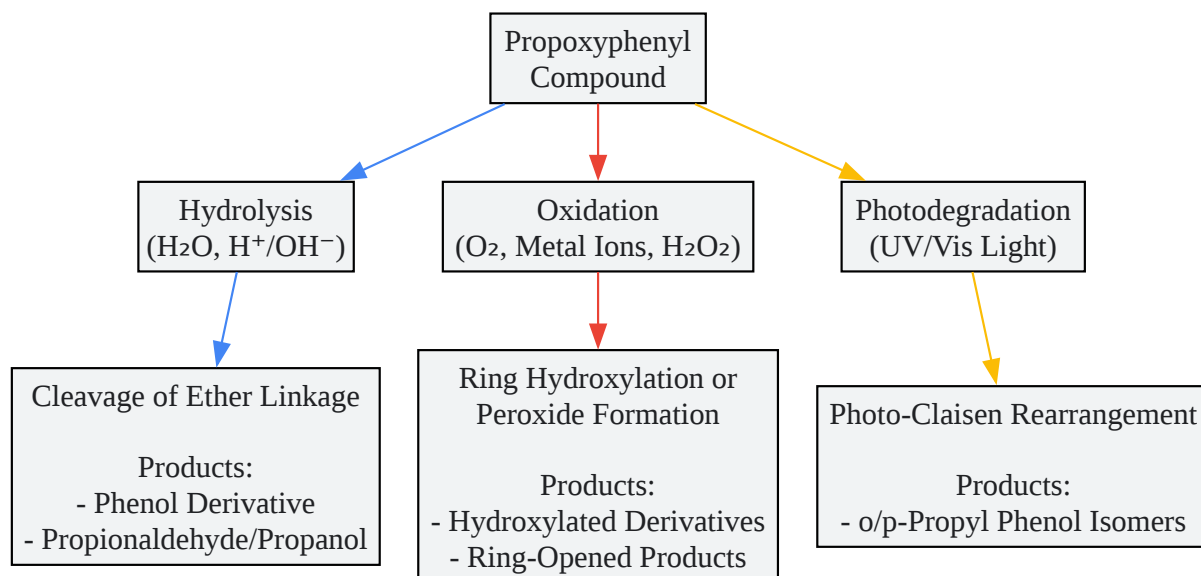 Propoxyphenyl
Compound
Hydrolysis
(H₂O, H⁺/OH⁻)
Oxidation
(O₂, Metal Ions, H₂O₂)
Photodegradation
(UV/Vis Light)
Cleavage of Ether Linkage
Products:
- Phenol Derivative
- Propionaldehyde/Propanol
Ring Hydroxylation or
Peroxide Formation
Products:
- Hydroxylated Derivatives
- Ring-Opened Products
Photo-Claisen Rearrangement
Products:
- o/p-Propyl Phenol Isomers